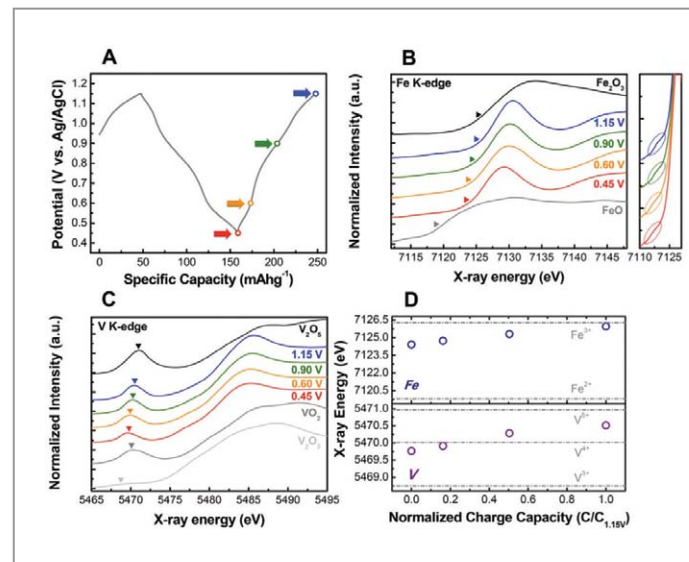 A
Potential (V vs. Ag/AgCl)
1.2
1.1
1.0
0.9
0.8
0.7
0.6
0.5
0.4
0 50 100 150 200 250
Specific Capacity (mAhg⁻¹)
B
Normalized Intensity (a.u.)
Fe K-edge
Fe₂O₃
1.15 V
0.90 V
0.60 V
0.45 V
FeO
7115 7120 7125 7130 7135 7140 7145
7110 7125
X-ray energy (eV)
C
Normalized Intensity (a.u.)
V K-edge
V₂O₅
1.15 V
0.90 V
0.60 V
0.45 V
VO₂
V₂O₃
5465 5470 5475 5480 5485 5490 5495
X-ray energy (eV)
D
X-ray Energy (eV)
7126.5
7125.0
7123.5
7122.0
7120.5
5471.0
5470.5
5470.0
5469.5
5469.0
Fe³⁺
Fe
Fe²⁺
V⁵⁺
V⁴⁺
V
V³⁺
0.0 0.2 0.4 0.6 0.8 1.0
Normalized Charge Capacity (C/C₁.₁₅ᵥ)